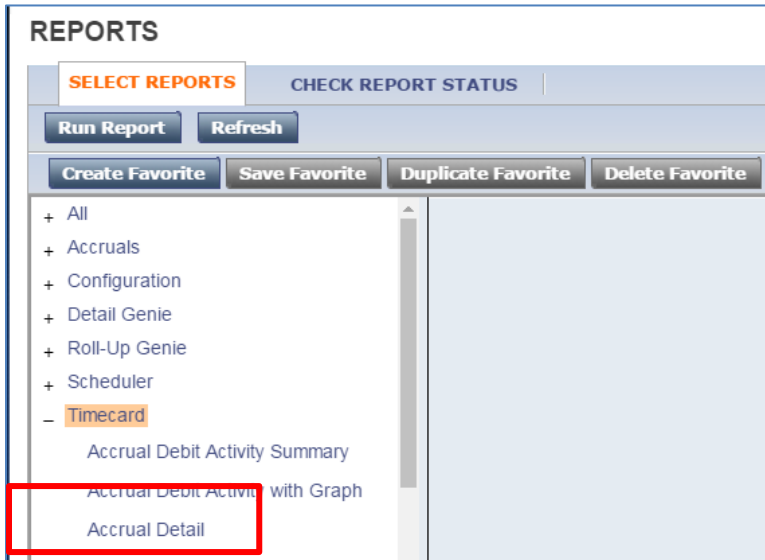 REPORTS
SELECT REPORTS CHECK REPORT STATUS
Run Report Refresh
Create Favorite Save Favorite Duplicate Favorite Delete Favorite
+ All
+ Accruals
+ Configuration
+ Detail Genie
+ Roll-Up Genie
+ Scheduler
− Timecard
Accrual Debit Activity Summary
Accrual Debit Activity with Graph
Accrual Detail